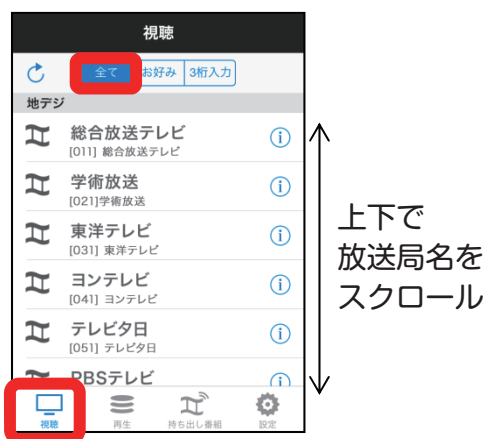 視聴
全て
お好み
3桁入力
地デジ
総合放送テレビ
[011] 総合放送テレビ
学術放送
[021]学術放送
東洋テレビ
[031] 東洋テレビ
ヨンテレビ
[041] ヨンテレビ
テレビ夕日
[051] テレビ夕日
PBSテレビ
視聴
再生
持ち出し番組
設定
上下で
放送局名を
スクロール